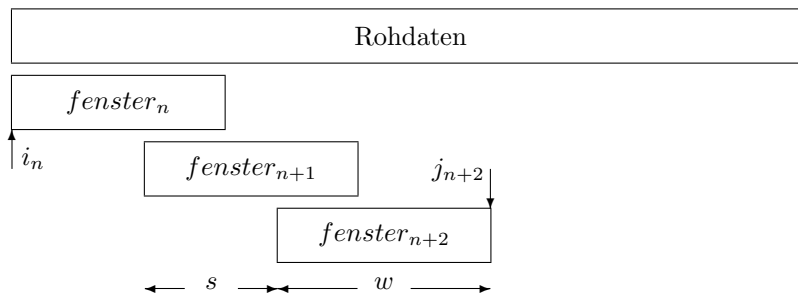 Rohdaten
fenster_n
i_n
fenster_{n+1}
j_{n+2}
fenster_{n+2}
s w